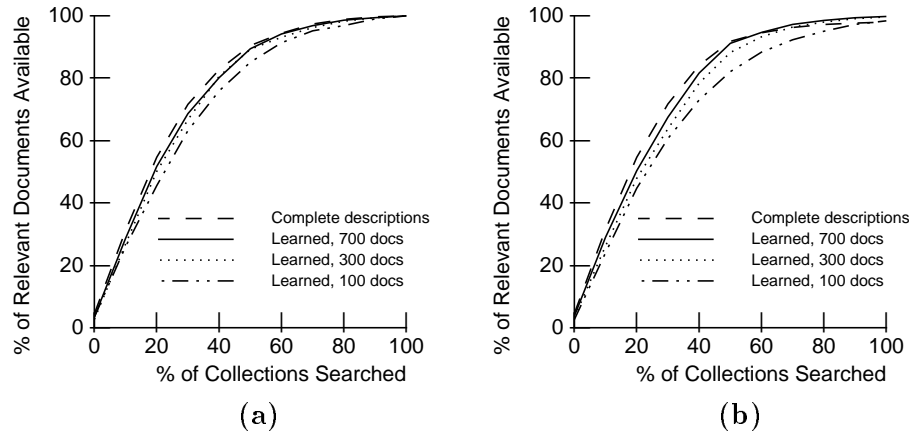 % of Relevant Documents Available
100
80
60
40
20
0
Complete descriptions
Learned, 700 docs
Learned, 300 docs
Learned, 100 docs
0 20 40 60 80 100
% of Collections Searched
(a)
% of Relevant Documents Available
100
80
60
40
20
0
Complete descriptions
Learned, 700 docs
Learned, 300 docs
Learned, 100 docs
0 20 40 60 80 100
% of Collections Searched
(b)